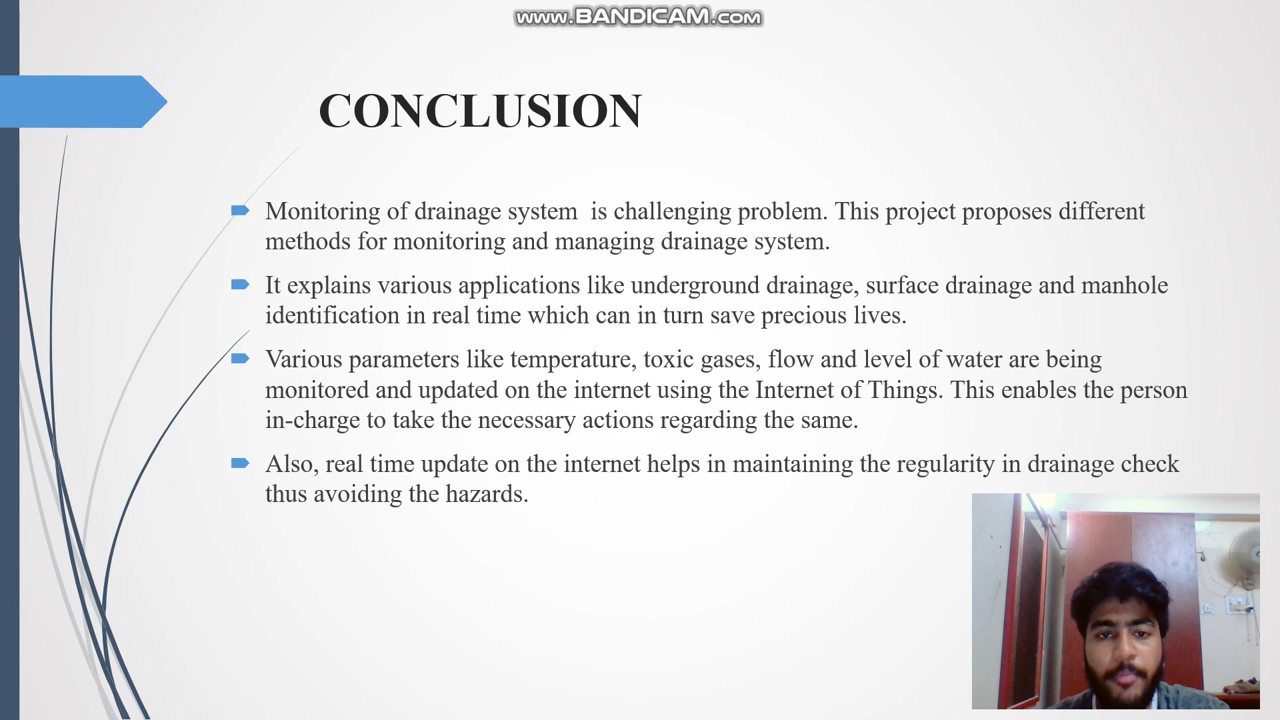 www.BANDICAM.com
CONCLUSION
Monitoring of drainage system  is challenging problem. This project proposes different
methods for monitoring and managing drainage system.
It explains various applications like underground drainage, surface drainage and manhole
identification in real time which can in turn save precious lives.
Various parameters like temperature, toxic gases, flow and level of water are being
monitored and updated on the internet using the Internet of Things. This enables the person
in-charge to take the necessary actions regarding the same.
Also, real time update on the internet helps in maintaining the regularity in drainage check
thus avoiding the hazards.